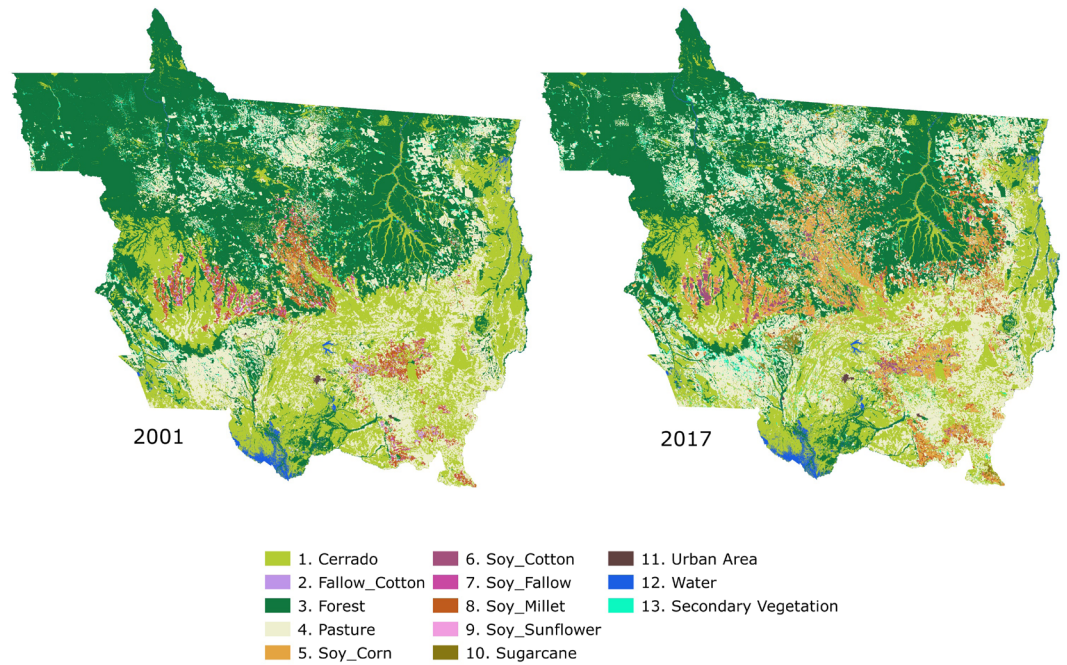 2001
2017
1. Cerrado
2. Fallow_Cotton
3. Forest
4. Pasture
5. Soy_Corn
6. Soy_Cotton
7. Soy_Fallow
8. Soy_Millet
9. Soy_Sunflower
10. Sugarcane
11. Urban Area
12. Water
13. Secondary Vegetation